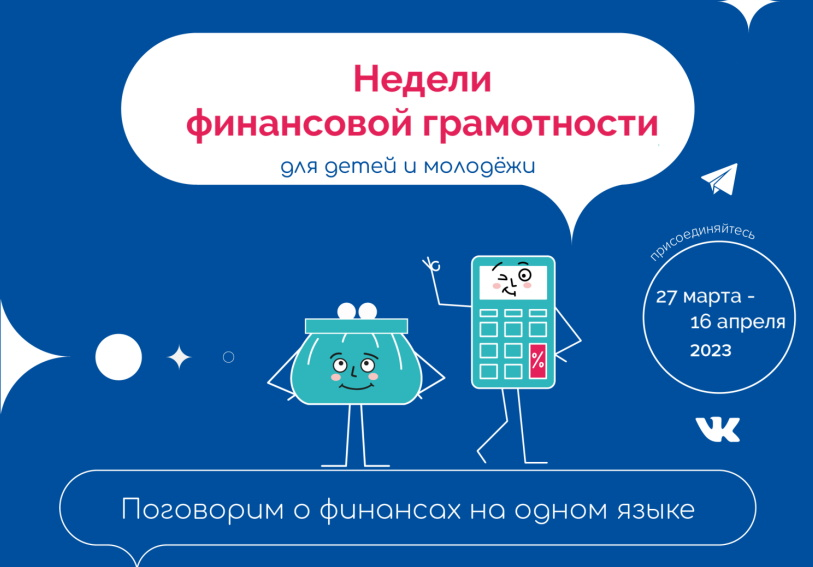 Недели
финансовой грамотности
для детей и молодёжи
присоединяйтесь
27 марта -
16 апреля
2023
%
Поговорим о финансах на одном языке